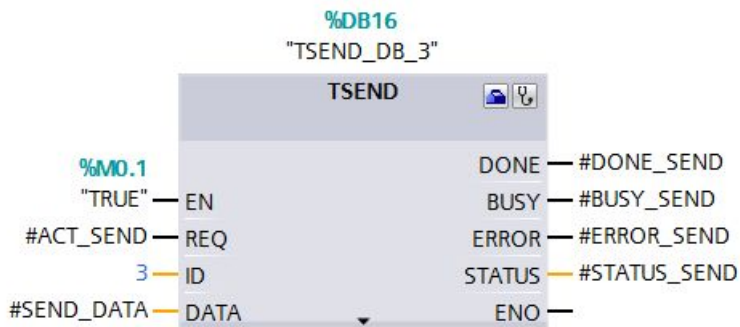 %DB16
"TSEND_DB_3"
TSEND
DONE #DONE_SEND
%M0.1
"TRUE" EN BUSY #BUSY_SEND
#ACT_SEND REQ ERROR #ERROR_SEND
3 ID STATUS #STATUS_SEND
#SEND_DATA DATA ENO